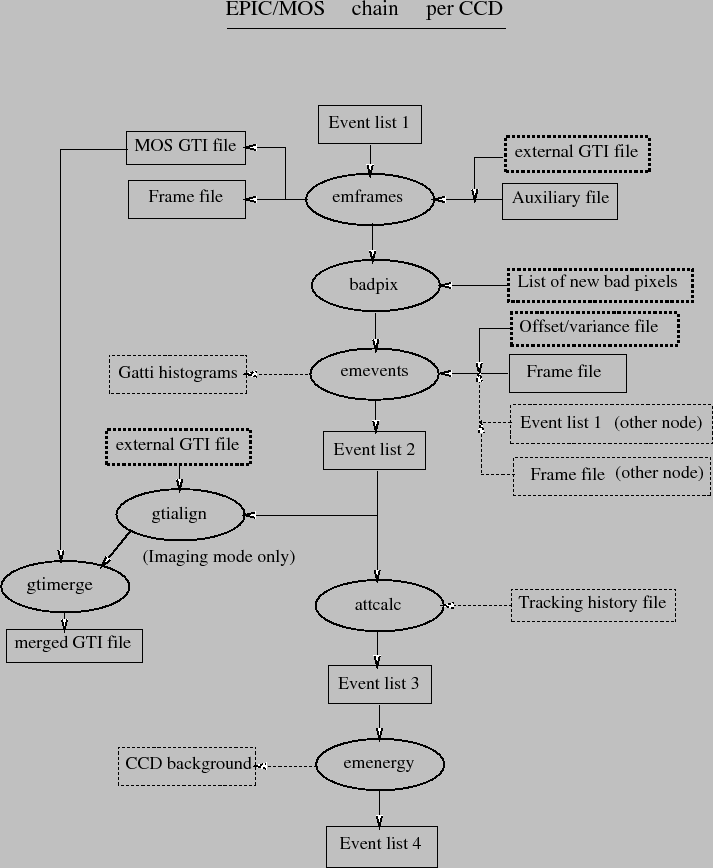 EPIC/MOS chain per CCD
Event list 1
MOS GTI file
external GTI file
Frame file
emframes
Auxiliary file
badpix
List of new bad pixels
Offset/variance file
Gatti histograms
emevents
Frame file
Event list 1 (other node)
external GTI file
Event list 2
Frame file (other node)
gtialign
(Imaging mode only)
gtimerge
attcalc
Tracking history file
merged GTI file
Event list 3
CCD background
emenergy
Event list 4